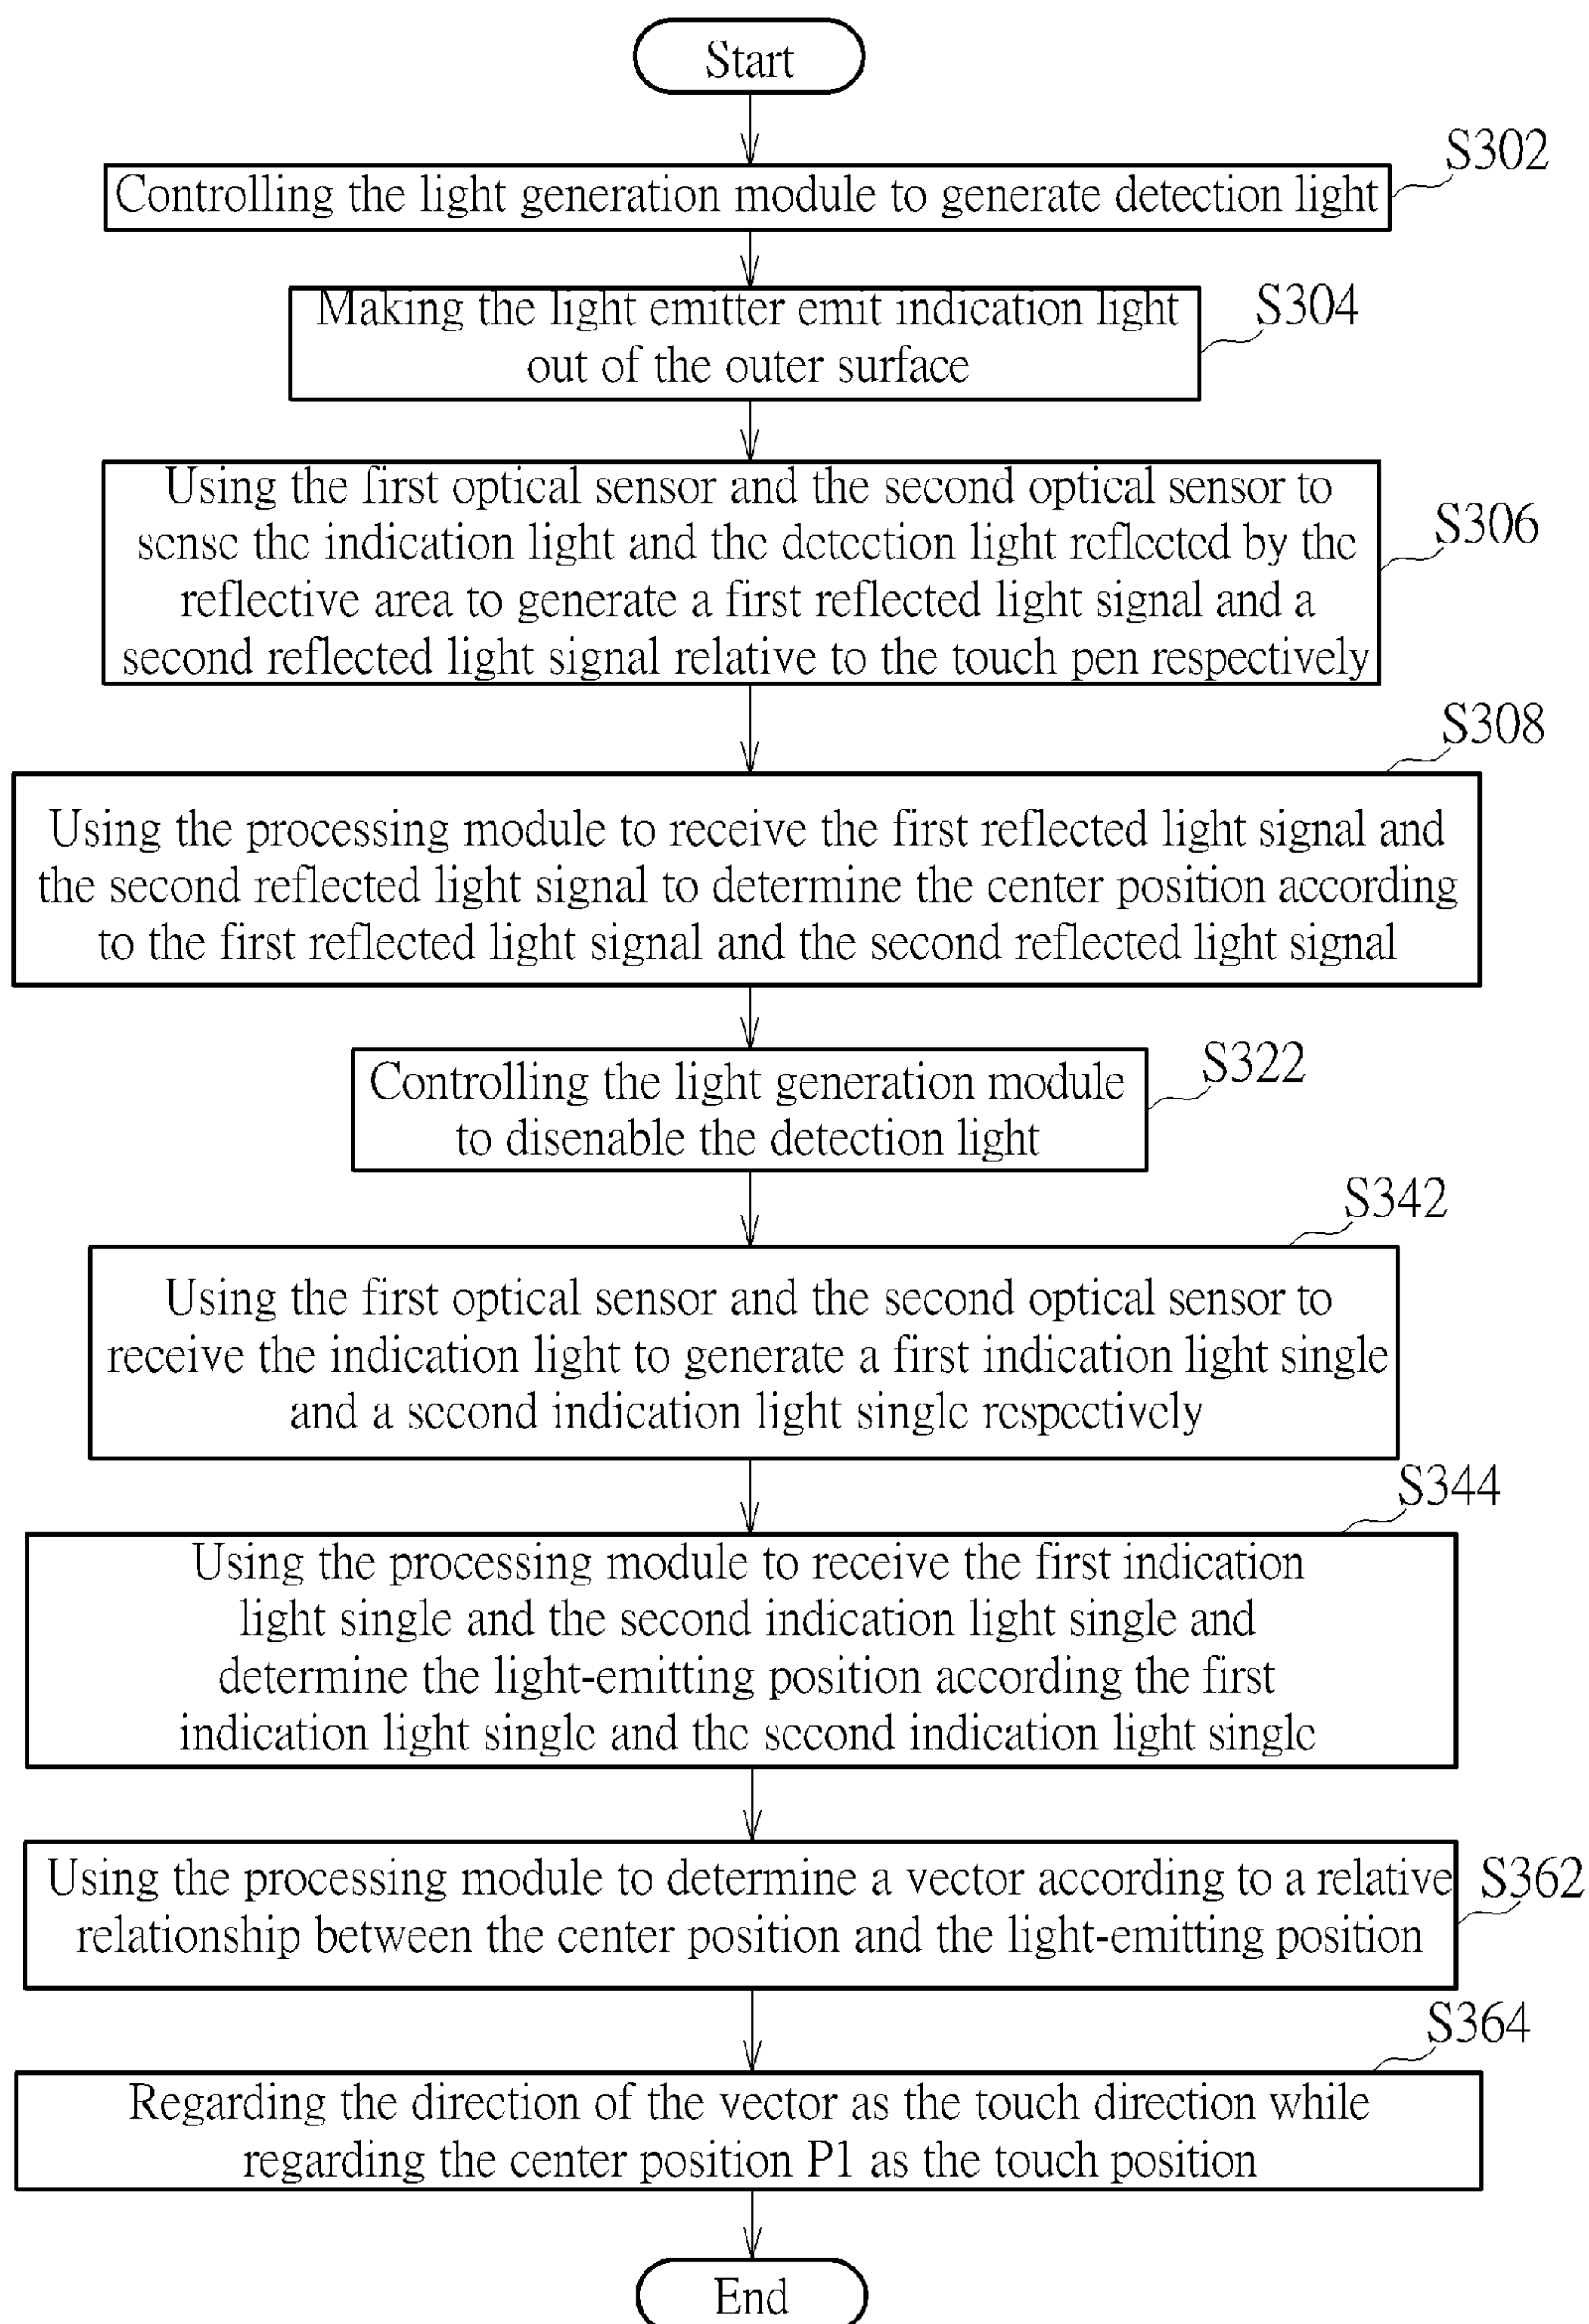 Start
S302
Controlling the light generation module to generate detection light
S304
Making the light emitter emit indication light
out of the outer surface
Using the first optical sensor and the second optical sensor to
sense the indication light and the detection light reflected by the
reflective area to generate a first reflected light signal and a
second reflected light signal relative to the touch pen respectively
S306
S308
Using the processing module to receive the first reflected light signal and
the second reflected light signal to determine the center position according
to the first reflected light signal and the second reflected light signal
S322
Controlling the light generation module
to disenable the detection light
S342
Using the first optical sensor and the second optical sensor to
receive the indication light to generate a first indication light single
and a second indication light single respectively
S344
Using the processing module to receive the first indication
light single and the second indication light single and
determine the light-emitting position according the first
indication light single and the second indication light single
Using the processing module to determine a vector according to a relative
relationship between the center position and the light-emitting position
S362
S364
Regarding the direction of the vector as the touch direction while
regarding the center position P1 as the touch position
End